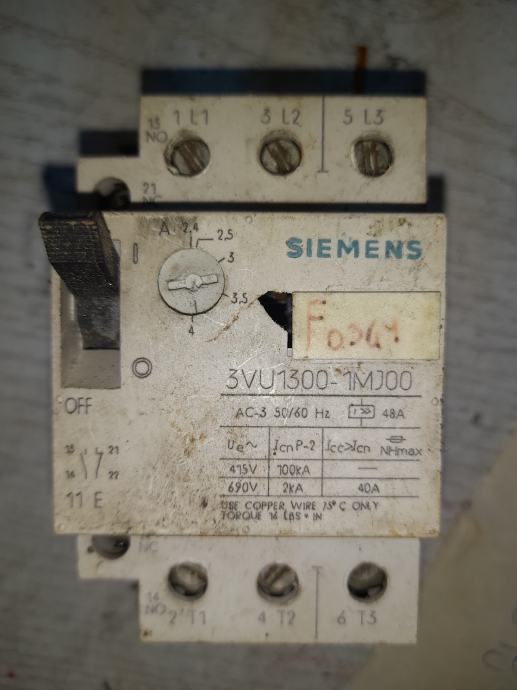 13 1 L1 3 L2 5 L3
NO
21
NC
A 2,4
2,5
3
3,5
4
SIEMENS
I
O
OFF
3VU1300-1MJ00
AC-3 50/60 Hz I>> 48A
Ue~ IcnP-2 Icc>Icn NHmax
415V 100kA —
690V 2kA 40A
13 21
14 22
11 E
USE COPPER WIRE 75°C ONLY
TORQUE 14 LBS • IN
NC
14
NO 2 T1 4 T2 6 T3